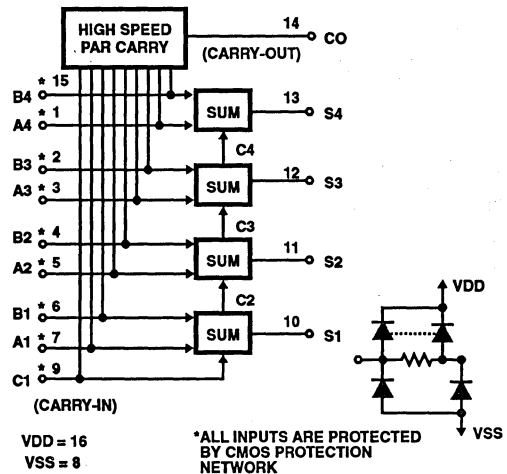 HIGH SPEED
PAR CARRY
14
CO
(CARRY-OUT)
* 15
B4
13
SUM
S4
* 1
A4
C4
* 2
B3
12
SUM
S3
* 3
A3
C3
* 4
B2
11
SUM
S2
* 5
A2
C2
* 6
B1
10
SUM
S1
* 7
A1
* 9
C1
(CARRY-IN)
VDD
VSS
VDD = 16
VSS = 8
*ALL INPUTS ARE PROTECTED
BY CMOS PROTECTION
NETWORK